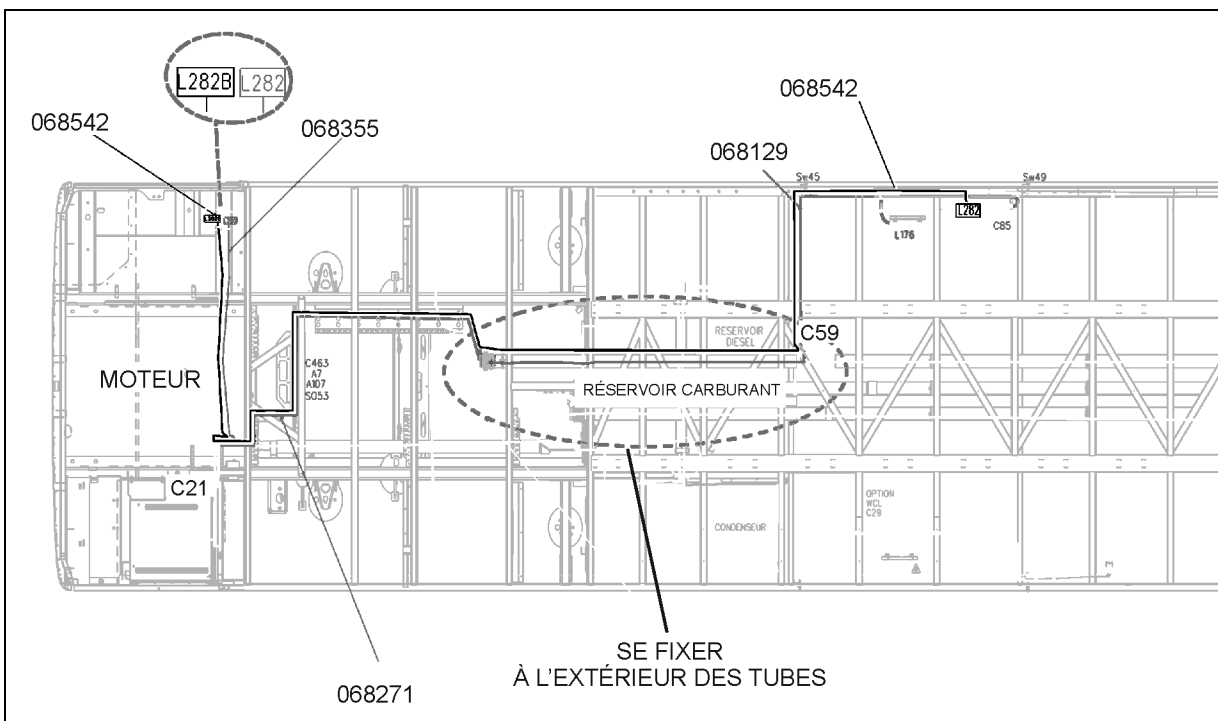 L282B L282
068542
068355
068542
068129
Sw45
Sw49
L282
L176
C85
RESERVOIR
DIESEL
C59
C463
A7
A107
S053
MOTEUR
RÉSERVOIR CARBURANT
C21
OPTION
WCL
C29
CONDENSEUR
E
SE FIXER
À L'EXTÉRIEUR DES TUBES
068271